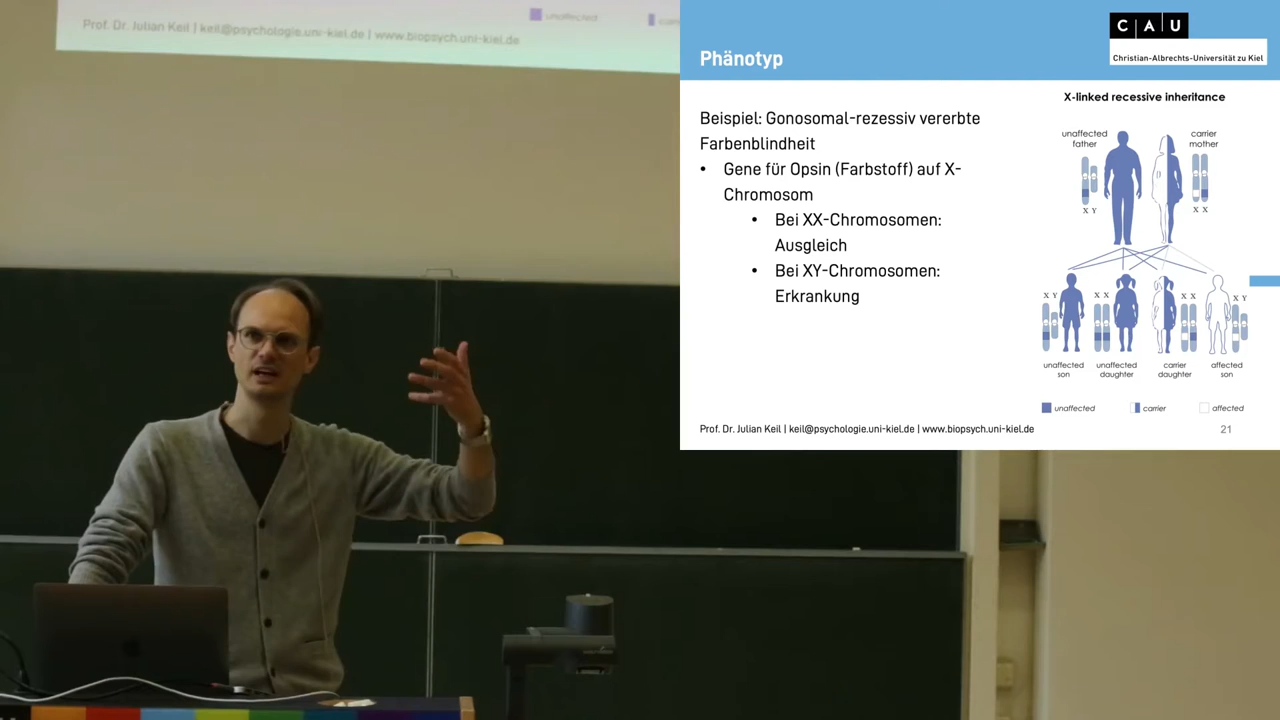 unaffected
Prof. Dr. Julian Keil | keil@psychologie.uni-kiel.de | www.biopsych.uni-kiel.de
Phänotyp
C A U
Christian-Albrechts-Universität zu Kiel
Beispiel: Gonosomal-rezessiv vererbte
Farbenblindheit
• Gene für Opsin (Farbstoff) auf X-
Chromosom
• Bei XX-Chromosomen:
Ausgleich
• Bei XY-Chromosomen:
Erkrankung
X-linked recessive inheritance
unaffected
father
carrier
mother
X Y
X X
X Y
X X
X X
X Y
unaffected
son
unaffected
daughter
carrier
daughter
affected
son
unaffected
carrier
affected
Prof. Dr. Julian Keil | keil@psychologie.uni-kiel.de | www.biopsych.uni-kiel.de
21